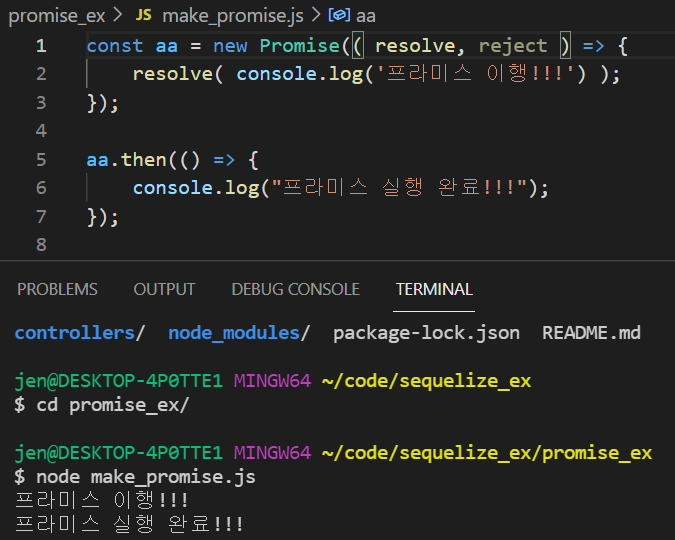 promise_ex > JS make_promise.js > aa
1 const aa = new Promise(( resolve, reject ) => {
2 resolve( console.log('프라미스 이행!!!') );
3 });
4
5 aa.then(() => {
6 console.log("프라미스 실행 완료!!!");
7 });
8
PROBLEMS OUTPUT DEBUG CONSOLE TERMINAL
controllers/ node_modules/ package-lock.json README.md
jen@DESKTOP-4P0TTE1 MINGW64 ~/code/sequelize_ex
$ cd promise_ex/
jen@DESKTOP-4P0TTE1 MINGW64 ~/code/sequelize_ex/promise_ex
$ node make_promise.js
프라미스 이행!!!
프라미스 실행 완료!!!